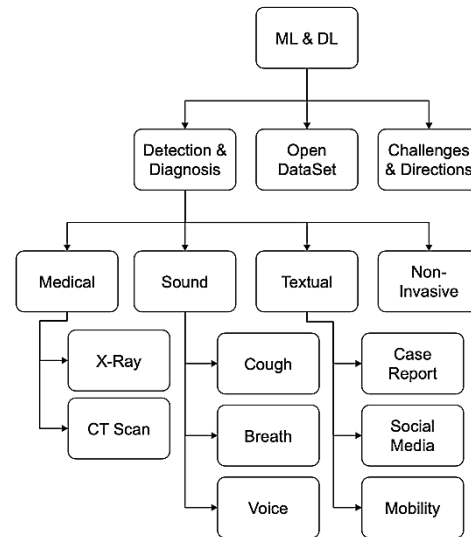 ML & DL
Detection &
Diagnosis
Open
DataSet
Challenges
& Directions
Medical
Sound
Textual
Non-
Invasive
X-Ray
Cough
Case
Report
CT Scan
Breath
Social
Media
Voice
Mobility